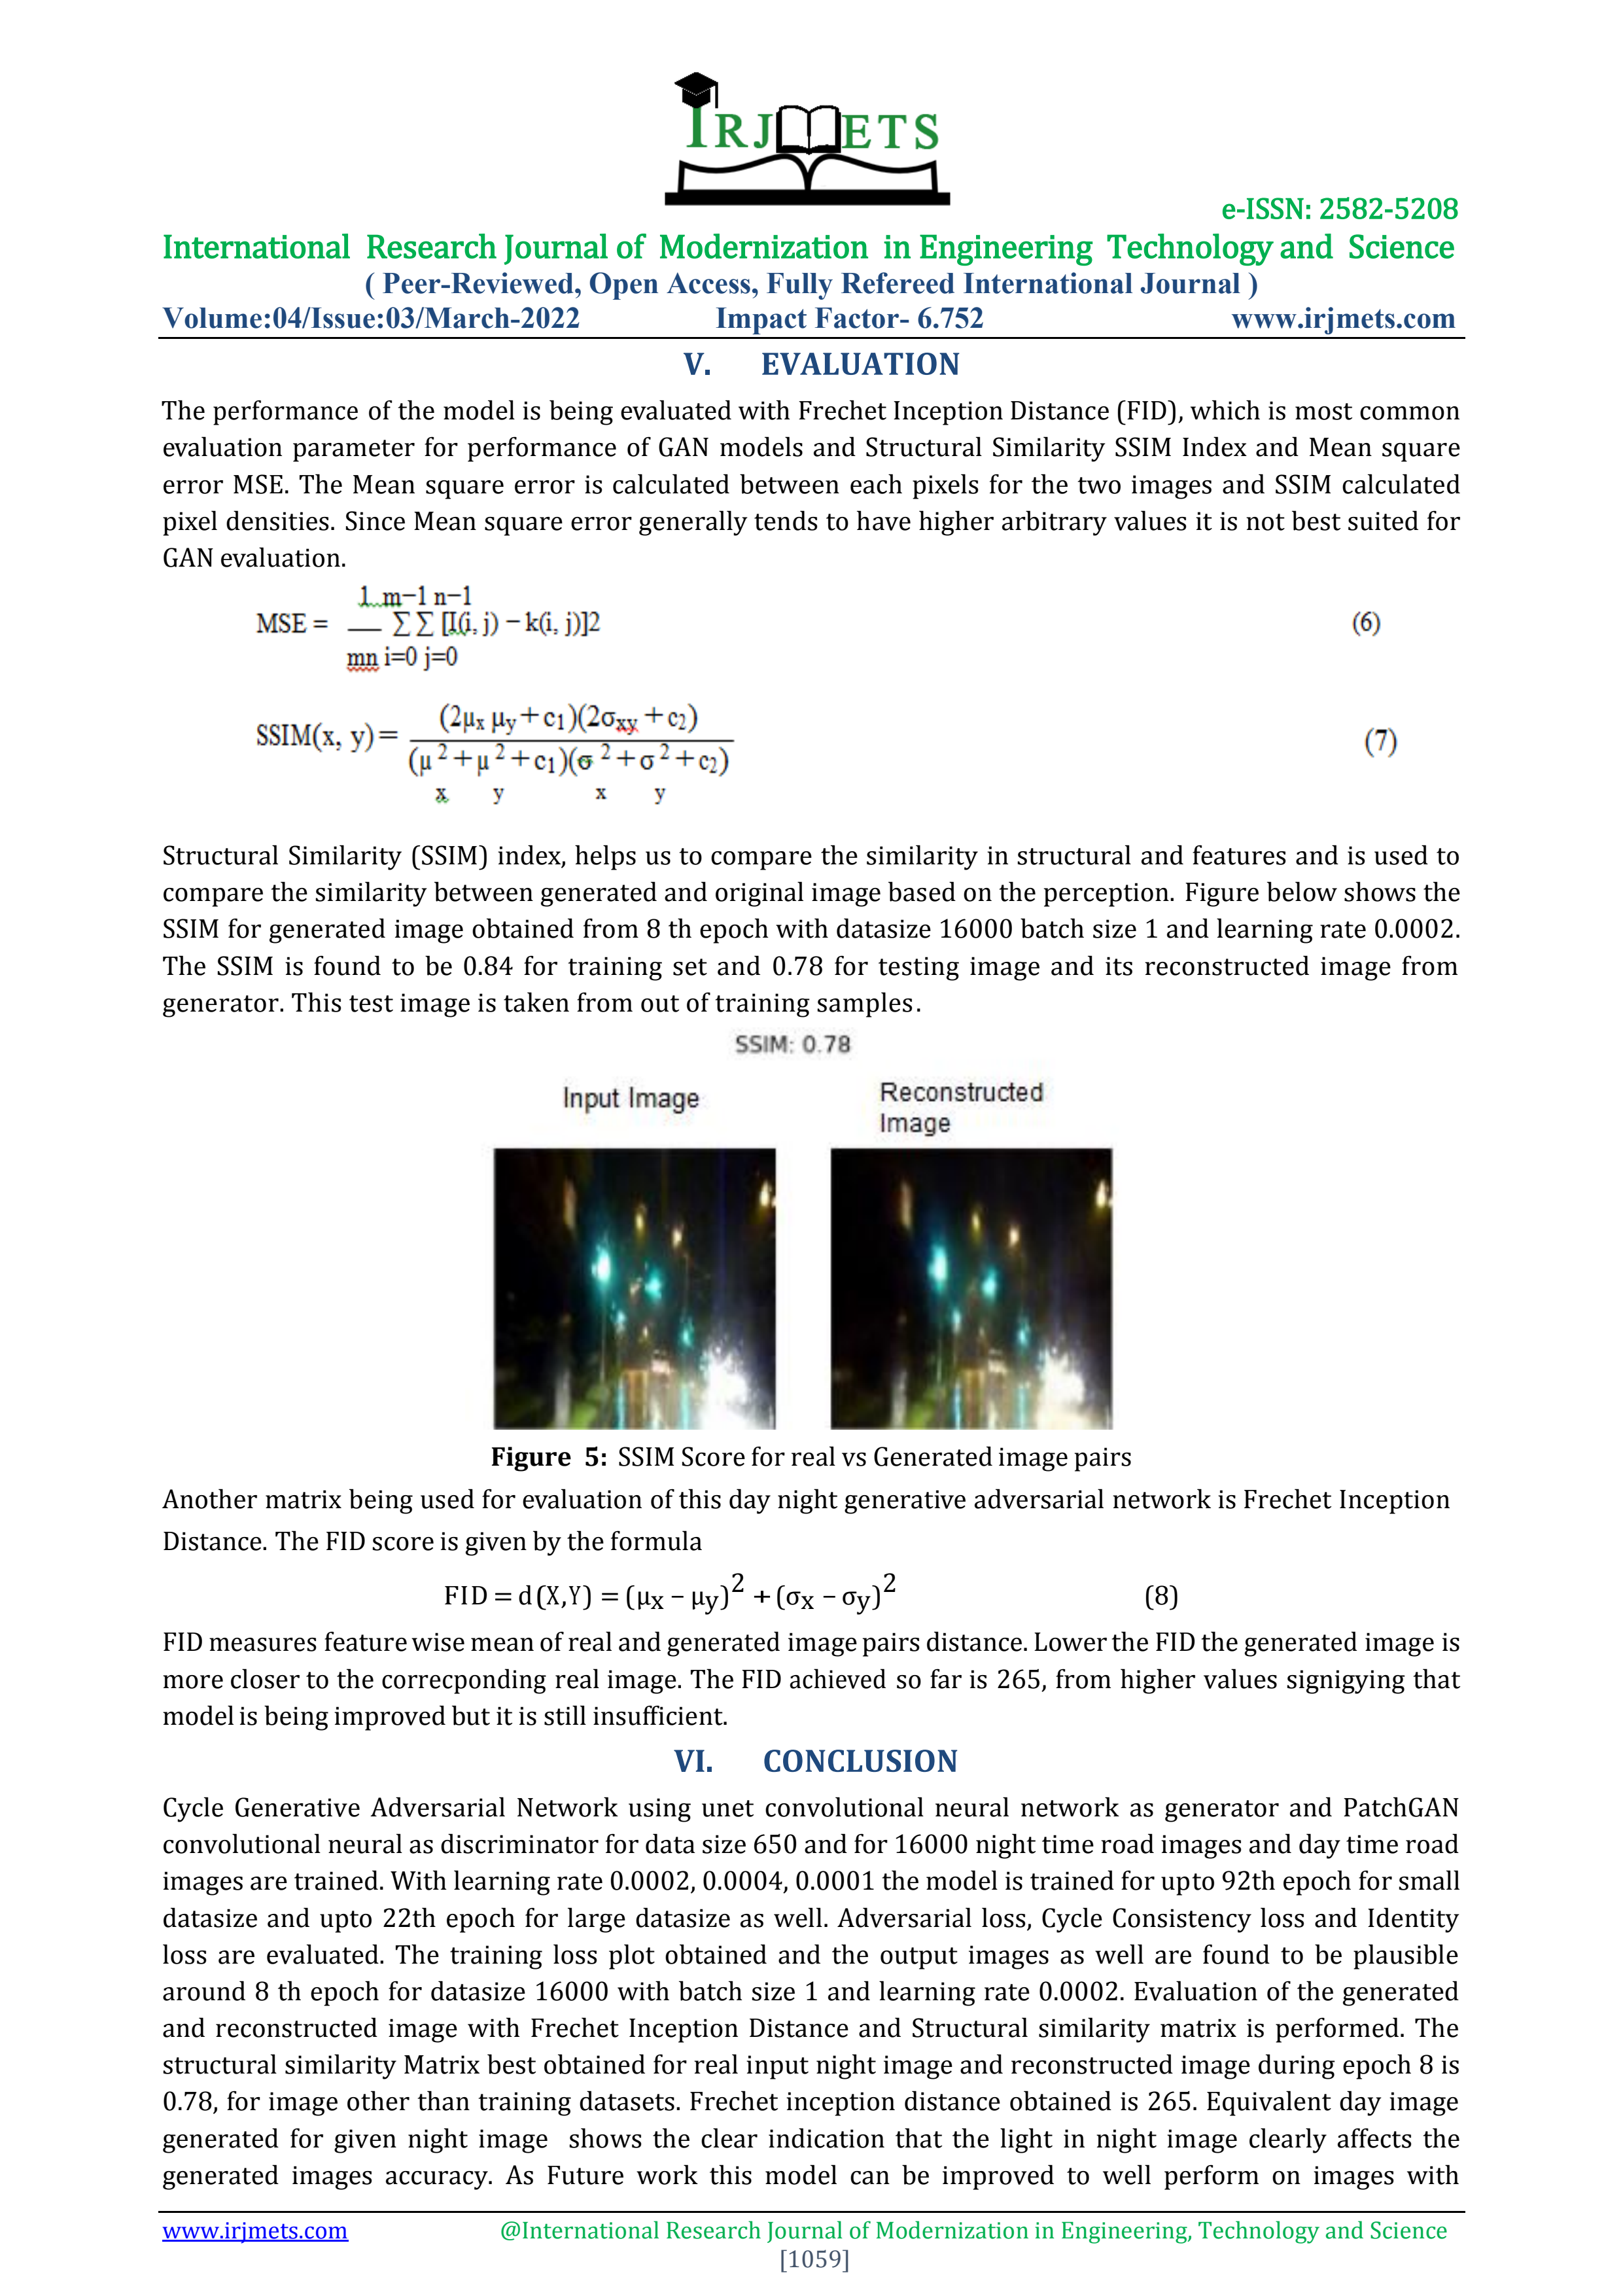 IRJMETS
e-ISSN: 2582-5208
International Research Journal of Modernization in Engineering Technology and Science
( Peer-Reviewed, Open Access, Fully Refereed International Journal )
Volume:04/Issue:03/March-2022 Impact Factor- 6.752 www.irjmets.com
V. EVALUATION
The performance of the model is being evaluated with Frechet Inception Distance (FID), which is most common
evaluation parameter for performance of GAN models and Structural Similarity SSIM Index and Mean square
error MSE. The Mean square error is calculated between each pixels for the two images and SSIM calculated
pixel densities. Since Mean square error generally tends to have higher arbitrary values it is not best suited for
GAN evaluation.
1 m−1 n−1
MSE = — ∑ ∑ [I(i, j) − k(i, j)]2 (6)
mn i=0 j=0
(2μx μy + c1)(2σxy + c2)
SSIM(x, y) = (7)
(μ 2 + μ 2 + c1)(σ 2 + σ 2 + c2)
x y x y
Structural Similarity (SSIM) index, helps us to compare the similarity in structural and features and is used to
compare the similarity between generated and original image based on the perception. Figure below shows the
SSIM for generated image obtained from 8 th epoch with datasize 16000 batch size 1 and learning rate 0.0002.
The SSIM is found to be 0.84 for training set and 0.78 for testing image and its reconstructed image from
generator. This test image is taken from out of training samples.
SSIM: 0.78
Input Image
Reconstructed
Image
Figure 5: SSIM Score for real vs Generated image pairs
Another matrix being used for evaluation of this day night generative adversarial network is Frechet Inception
Distance. The FID score is given by the formula
FID = d(X,Y) = (μx − μy)2 + (σx − σy)2 (8)
FID measures feature wise mean of real and generated image pairs distance. Lower the FID the generated image is
more closer to the correcponding real image. The FID achieved so far is 265, from higher values signigying that
model is being improved but it is still insufficient.
VI. CONCLUSION
Cycle Generative Adversarial Network using unet convolutional neural network as generator and PatchGAN
convolutional neural as discriminator for data size 650 and for 16000 night time road images and day time road
images are trained. With learning rate 0.0002, 0.0004, 0.0001 the model is trained for upto 92th epoch for small
datasize and upto 22th epoch for large datasize as well. Adversarial loss, Cycle Consistency loss and Identity
loss are evaluated. The training loss plot obtained and the output images as well are found to be plausible
around 8 th epoch for datasize 16000 with batch size 1 and learning rate 0.0002. Evaluation of the generated
and reconstructed image with Frechet Inception Distance and Structural similarity matrix is performed. The
structural similarity Matrix best obtained for real input night image and reconstructed image during epoch 8 is
0.78, for image other than training datasets. Frechet inception distance obtained is 265. Equivalent day image
generated for given night image shows the clear indication that the light in night image clearly affects the
generated images accuracy. As Future work this model can be improved to well perform on images with
www.irjmets.com @International Research Journal of Modernization in Engineering, Technology and Science
[1059]